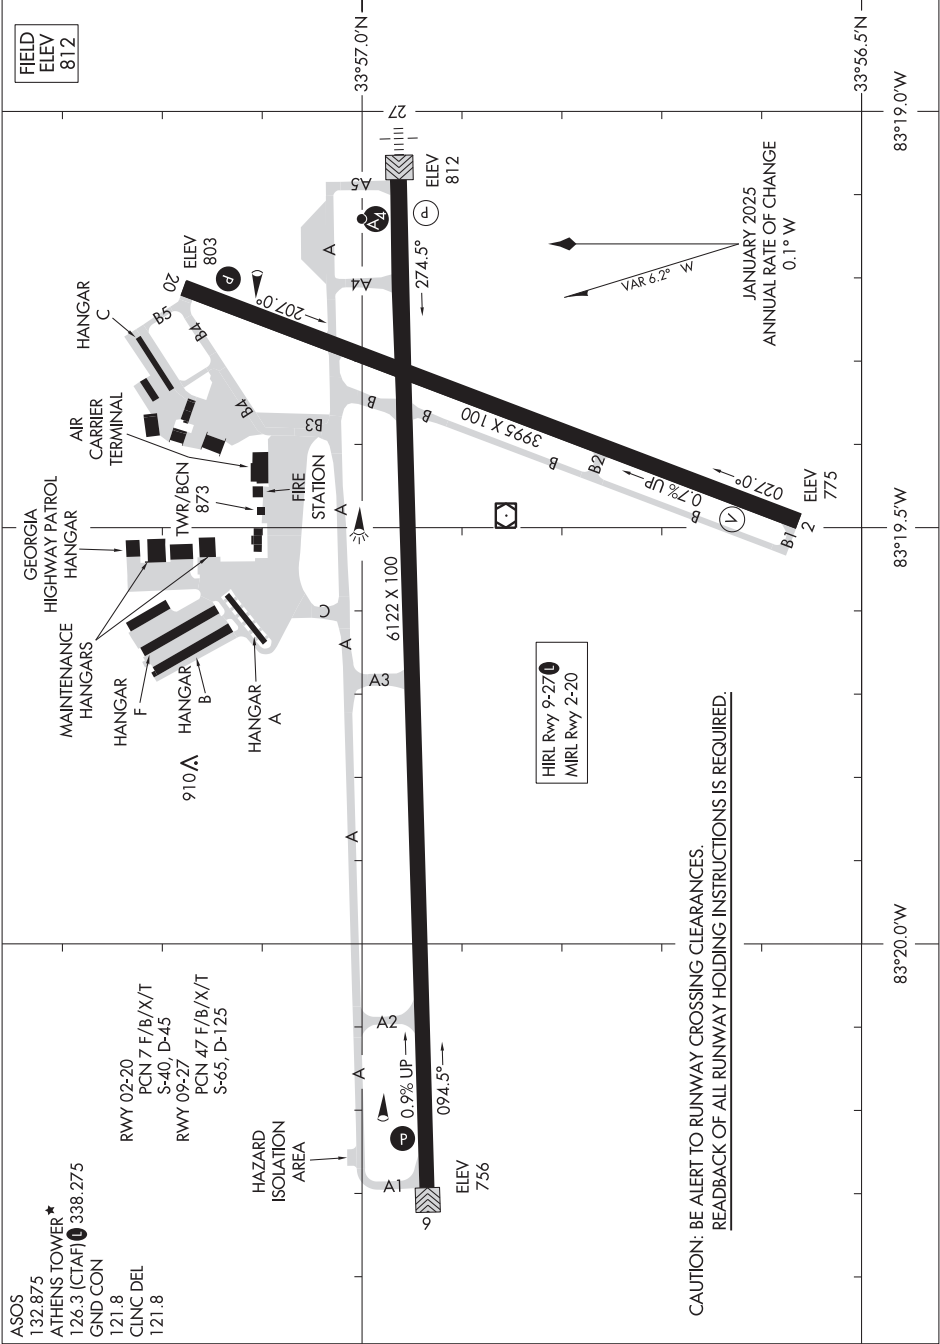 FIELD
ELEV
812
ASOS
132.875
ATHENS TOWER★
126.3 (CTAF) L 338.275
GND CON
121.8
CLNC DEL
121.8
RWY 02-20
PCN 7 F/B/X/T
S-40, D-45
RWY 09-27
PCN 47 F/B/X/T
S-65, D-125
HAZARD
ISOLATION
AREA
910
MAINTENANCE
HANGARS
HANGAR
F
HANGAR
B
HANGAR
A
GEORGIA
HIGHWAY PATROL
HANGAR
TWR/BCN
873
FIRE
STATION
AIR
CARRIER
TERMINAL
HANGAR
C
20
ELEV
803
P
207.0°
B5
B4
B4
B3
A
A
A
A
A
C
A1
A2
A3
A4
A5
A4
P
P
9
ELEV
756
094.5°
0.9% UP
6122 X 100
274.5°
ELEV
812
27
B
B
B
B
B2
B1
3995 X 100
0.7% UP
027.0°
V
2
ELEV
775
HIRL Rwy 9-27 L
MIRL Rwy 2-20
VAR 6.2° W
JANUARY 2025
ANNUAL RATE OF CHANGE
0.1° W
33°57.0'N
33°56.5'N
83°20.0'W
83°19.5'W
83°19.0'W
CAUTION: BE ALERT TO RUNWAY CROSSING CLEARANCES.
READBACK OF ALL RUNWAY HOLDING INSTRUCTIONS IS REQUIRED.